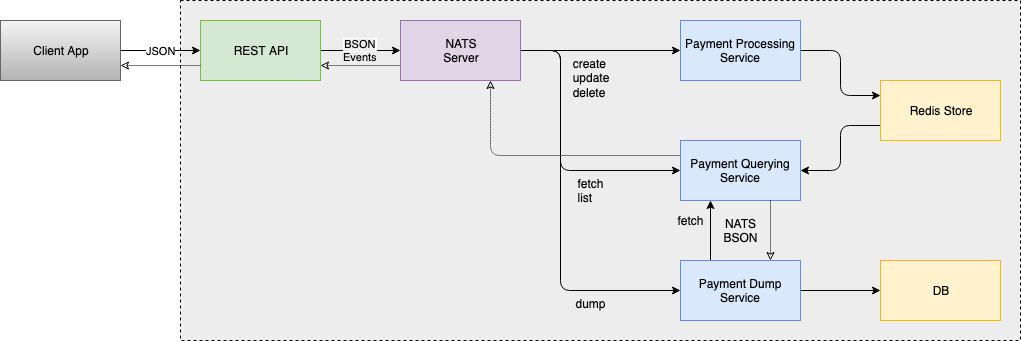 Client App
JSON
REST API
BSON
Events
NATS
Server
create
update
delete
Payment Processing
Service
Redis Store
Payment Querying
Service
fetch
list
fetch
NATS
BSON
Payment Dump
Service
dump
DB